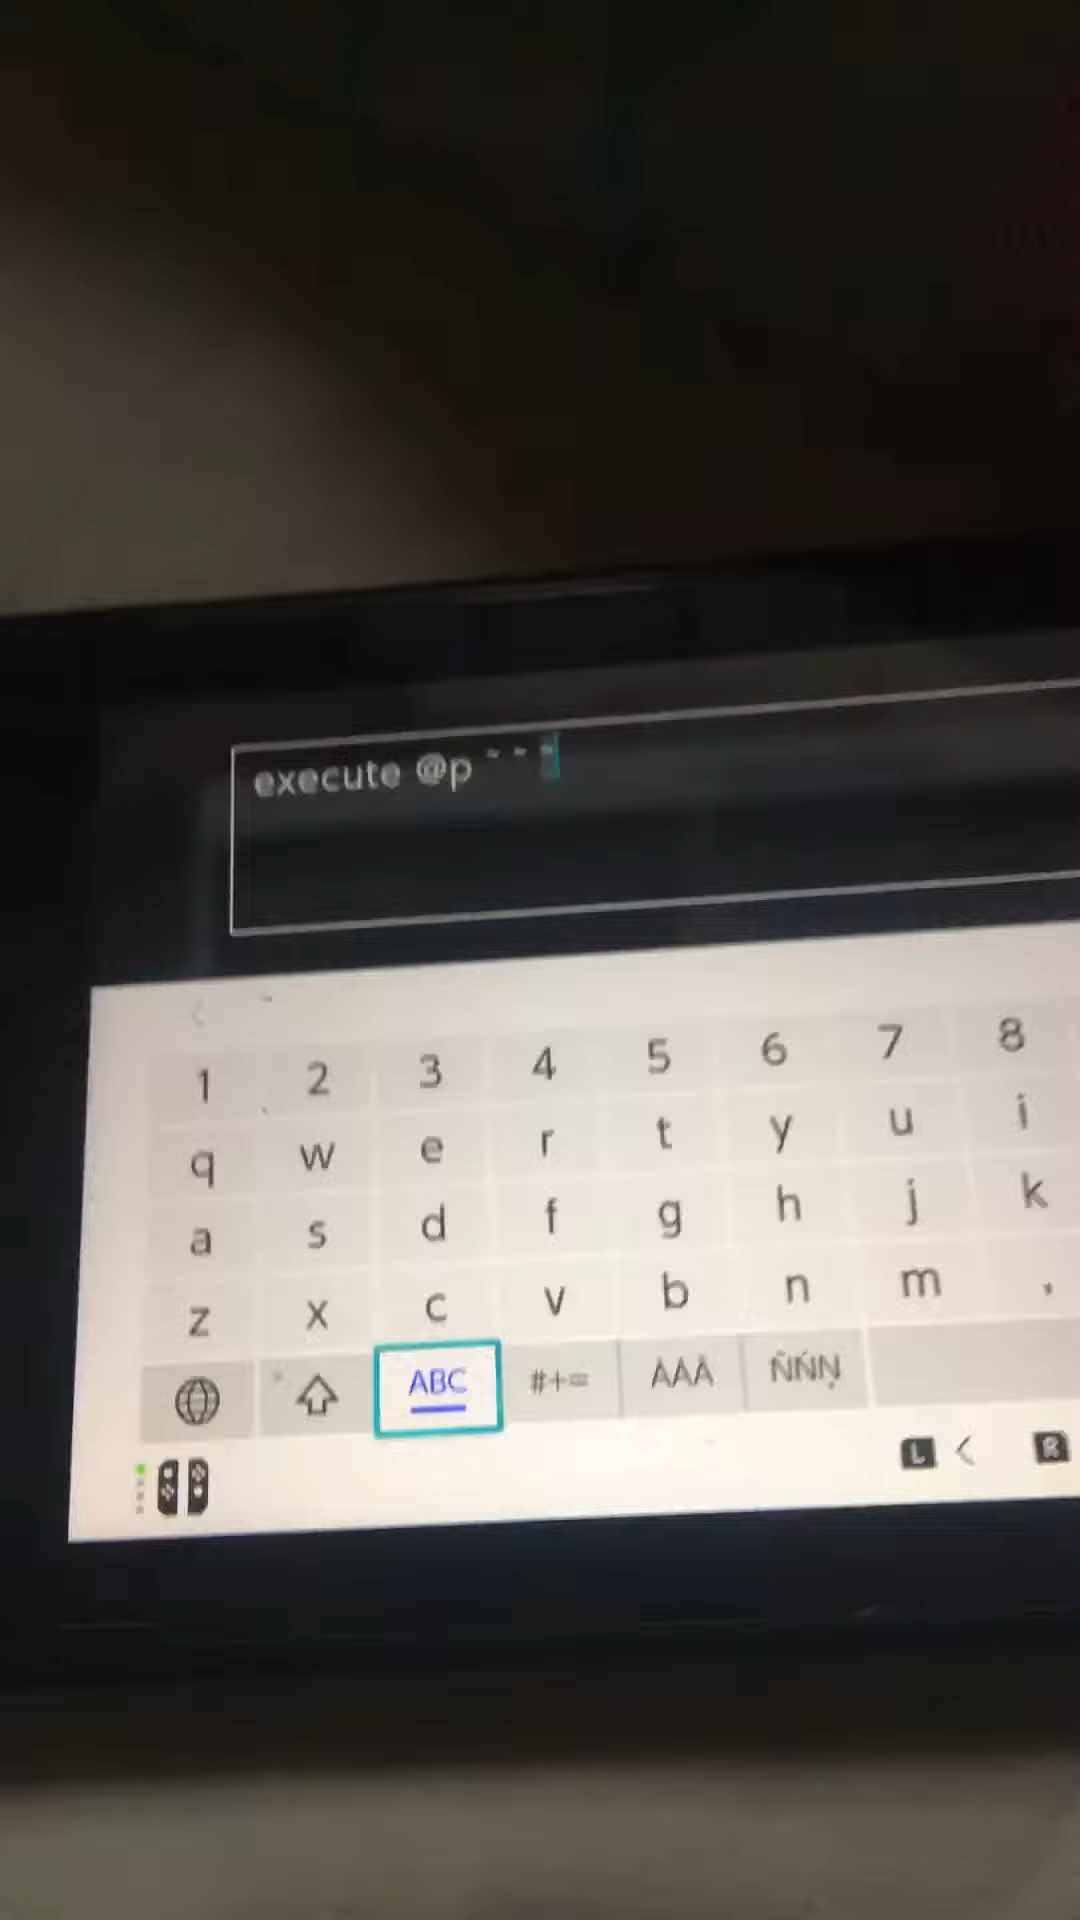 execute @p ~ ~ ~
1 2 3 4 5 6 7 8
q w e r t y u i
a s d f g h j k
z x c v b n m ,
ABC #+= ÀÁÂ ÑŃŅ
L < R